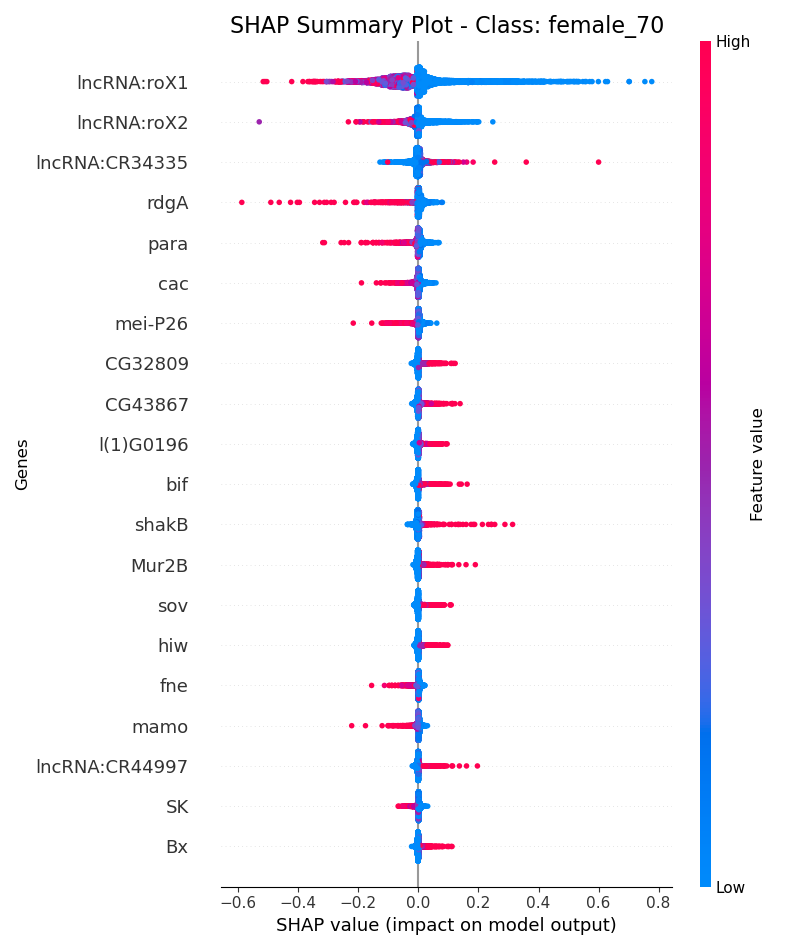 SHAP Summary Plot - Class: female_70
High
lncRNA:roX1
lncRNA:roX2
lncRNA:CR34335
rdgA
para
cac
mei-P26
CG32809
CG43867
l(1)G0196
bif
shakB
Mur2B
sov
hiw
fne
mamo
lncRNA:CR44997
SK
Bx
Genes
Feature value
Low
−0.6 −0.4 −0.2 0.0 0.2 0.4 0.6 0.8
SHAP value (impact on model output)